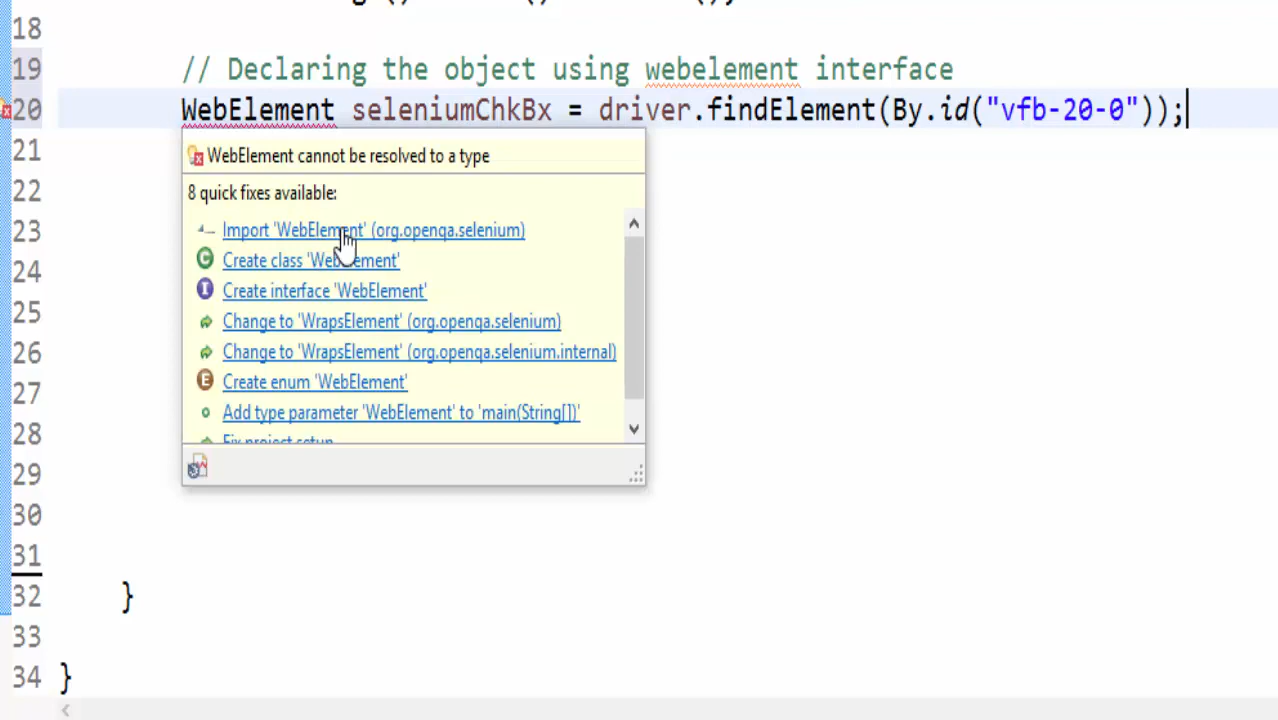 18
19 // Declaring the object using webelement interface
20 WebElement seleniumChkBx = driver.findElement(By.id("vfb-20-0"));
21
WebElement cannot be resolved to a type
22 8 quick fixes available:
23 Import 'WebElement' (org.openqa.selenium)
Create class 'WebElement'
24
Create interface 'WebElement'
25 Change to 'WrapsElement' (org.openqa.selenium)
26 Change to 'WrapsElement' (org.openqa.selenium.internal)
27 Create enum 'WebElement'
Add type parameter 'WebElement' to 'main(String[])'
28 Fix project setup
29
30
31
32 }
33
34 }